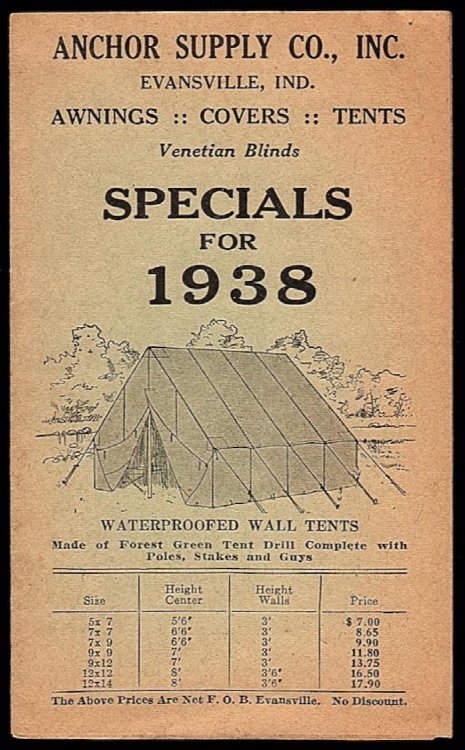 ANCHOR SUPPLY CO., INC.
EVANSVILLE, IND.
AWNINGS :: COVERS :: TENTS
Venetian Blinds
SPECIALS
FOR
1938
WATERPROOFED WALL TENTS
Made of Forest Green Tent Drill Complete with
Poles, Stakes and Guys
Size Height Center Height Walls Price
5x 7 5'6" 3' $ 7.00
7x 7 6'6" 3' 8.65
7x 9 6'6" 3' 9.90
9x 9 7' 3' 11.80
9x12 7' 3' 13.75
12x12 8' 3'6" 16.50
12x14 8' 3'6" 17.90
The Above Prices Are Net F. O. B. Evansville. No Discount.